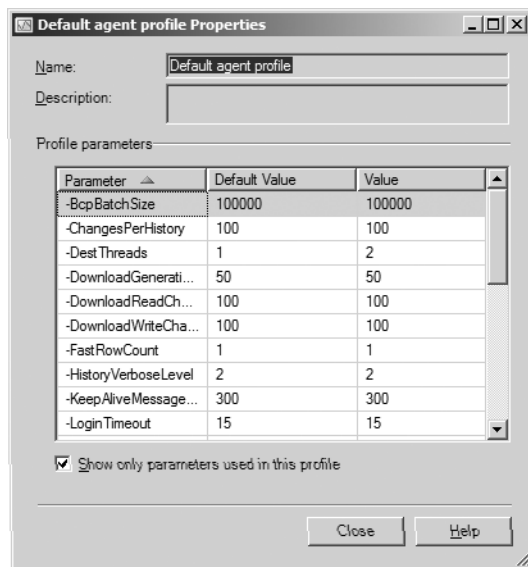 Default agent profile Properties
Name:
Default agent profile
Description:
Profile parameters
Parameter Default Value Value
-BcpBatchSize 100000 100000
-ChangesPerHistory 100 100
-DestThreads 1 2
-DownloadGenerati... 50 50
-DownloadReadCh... 100 100
-DownloadWriteCha... 100 100
-FastRowCount 1 1
-HistoryVerboseLevel 2 2
-KeepAliveMessage... 300 300
-LoginTimeout 15 15
Show only parameters used in this profile
Close Help